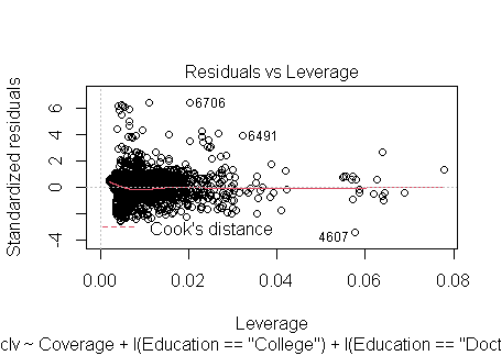 Residuals vs Leverage
Standardized residuals
6
4
2
0
-4
6706
6491
4607
Cook's distance
0.00 0.02 0.04 0.06 0.08
Leverage
clv ~ Coverage + I(Education == "College") + I(Education == "Doct